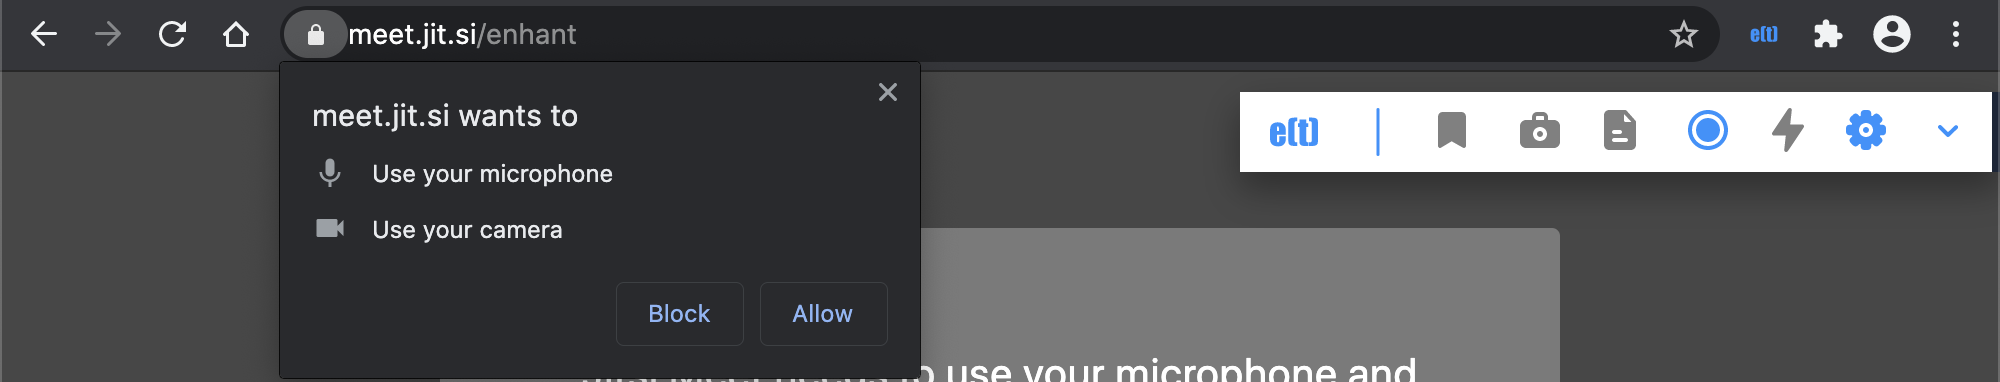 meet.jit.si/enhant
e(t)
meet.jit.si wants to
e(t)
Use your microphone
Use your camera
Block Allow
to use your microphone and